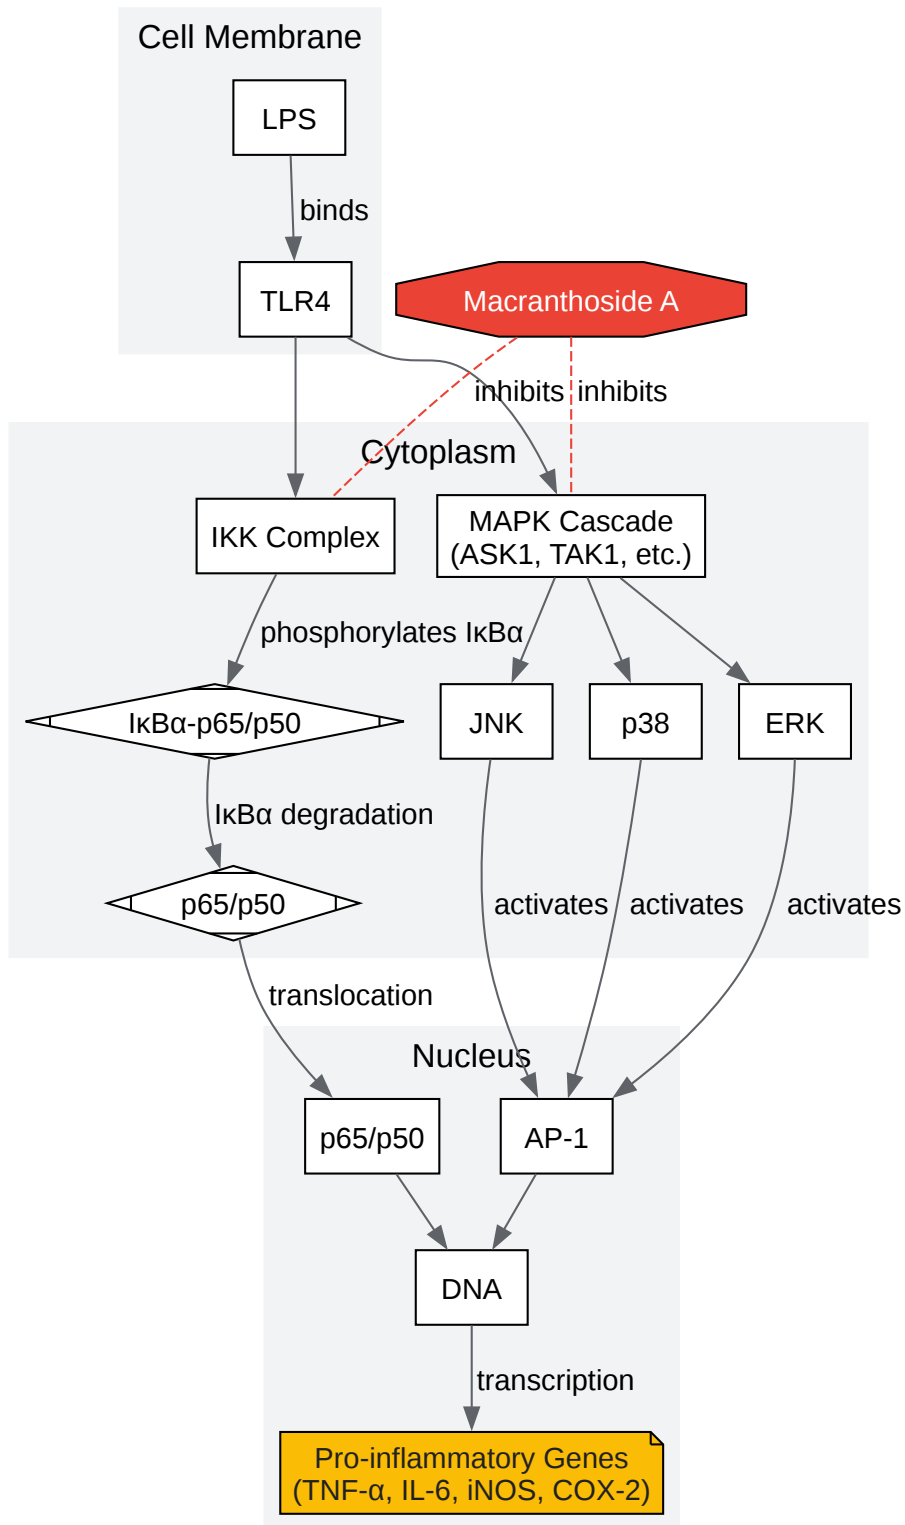 Cell Membrane
LPS
binds
TLR4
Macranthoside A
inhibits
inhibits
Cytoplasm
IKK Complex
MAPK Cascade
(ASK1, TAK1, etc.)
phosphorylates IκBα
IκBα-p65/p50
JNK
p38
ERK
IκBα degradation
p65/p50
activates
activates
activates
translocation
Nucleus
p65/p50
AP-1
DNA
transcription
Pro-inflammatory Genes
(TNF-α, IL-6, iNOS, COX-2)